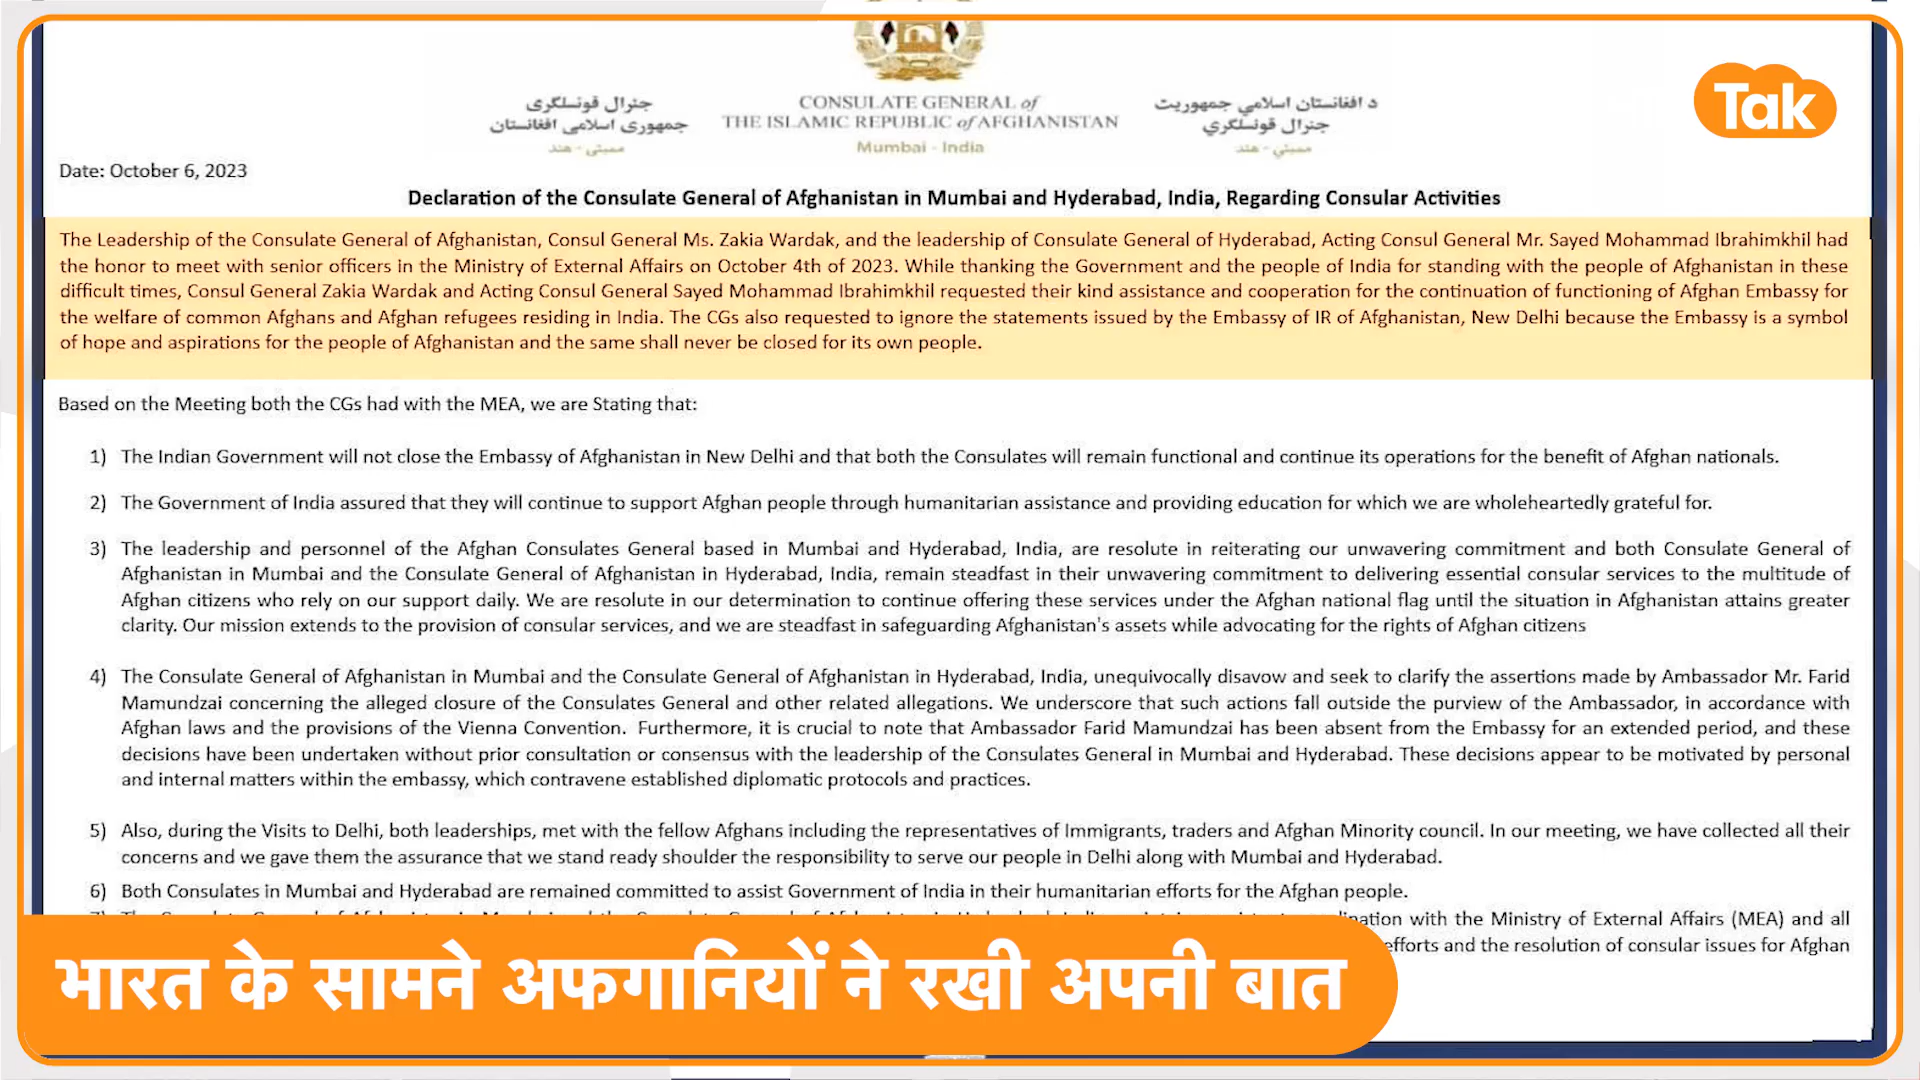 جنرال قونسلگری
جمهوری اسلامی افغانستان
ممبئی - هند
CONSULATE GENERAL of
THE ISLAMIC REPUBLIC of AFGHANISTAN
Mumbai - India
د افغانستان اسلامي جمهوریت
جنرال قونسلګري
ممبئي - هند
Tak
Date: October 6, 2023
Declaration of the Consulate General of Afghanistan in Mumbai and Hyderabad, India, Regarding Consular Activities
The Leadership of the Consulate General of Afghanistan, Consul General Ms. Zakia Wardak, and the leadership of Consulate General of Hyderabad, Acting Consul General Mr. Sayed Mohammad Ibrahimkhil had
the honor to meet with senior officers in the Ministry of External Affairs on October 4th of 2023. While thanking the Government and the people of India for standing with the people of Afghanistan in these
difficult times, Consul General Zakia Wardak and Acting Consul General Sayed Mohammad Ibrahimkhil requested their kind assistance and cooperation for the continuation of functioning of Afghan Embassy for
the welfare of common Afghans and Afghan refugees residing in India. The CGs also requested to ignore the statements issued by the Embassy of IR of Afghanistan, New Delhi because the Embassy is a symbol
of hope and aspirations for the people of Afghanistan and the same shall never be closed for its own people.
Based on the Meeting both the CGs had with the MEA, we are Stating that:
1) The Indian Government will not close the Embassy of Afghanistan in New Delhi and that both the Consulates will remain functional and continue its operations for the benefit of Afghan nationals.
2) The Government of India assured that they will continue to support Afghan people through humanitarian assistance and providing education for which we are wholeheartedly grateful for.
3) The leadership and personnel of the Afghan Consulates General based in Mumbai and Hyderabad, India, are resolute in reiterating our unwavering commitment and both Consulate General of
Afghanistan in Mumbai and the Consulate General of Afghanistan in Hyderabad, India, remain steadfast in their unwavering commitment to delivering essential consular services to the multitude of
Afghan citizens who rely on our support daily. We are resolute in our determination to continue offering these services under the Afghan national flag until the situation in Afghanistan attains greater
clarity. Our mission extends to the provision of consular services, and we are steadfast in safeguarding Afghanistan's assets while advocating for the rights of Afghan citizens
4) The Consulate General of Afghanistan in Mumbai and the Consulate General of Afghanistan in Hyderabad, India, unequivocally disavow and seek to clarify the assertions made by Ambassador Mr. Farid
Mamundzai concerning the alleged closure of the Consulates General and other related allegations. We underscore that such actions fall outside the purview of the Ambassador, in accordance with
Afghan laws and the provisions of the Vienna Convention. Furthermore, it is crucial to note that Ambassador Farid Mamundzai has been absent from the Embassy for an extended period, and these
decisions have been undertaken without prior consultation or consensus with the leadership of the Consulates General in Mumbai and Hyderabad. These decisions appear to be motivated by personal
and internal matters within the embassy, which contravene established diplomatic protocols and practices.
5) Also, during the Visits to Delhi, both leaderships, met with the fellow Afghans including the representatives of Immigrants, traders and Afghan Minority council. In our meeting, we have collected all their
concerns and we gave them the assurance that we stand ready shoulder the responsibility to serve our people in Delhi along with Mumbai and Hyderabad.
6) Both Consulates in Mumbai and Hyderabad are remained committed to assist Government of India in their humanitarian efforts for the Afghan people.
with the Ministry of External Affairs (MEA) and all
efforts and the resolution of consular issues for Afghan
भारत के सामने अफगानियों ने रखी अपनी बात